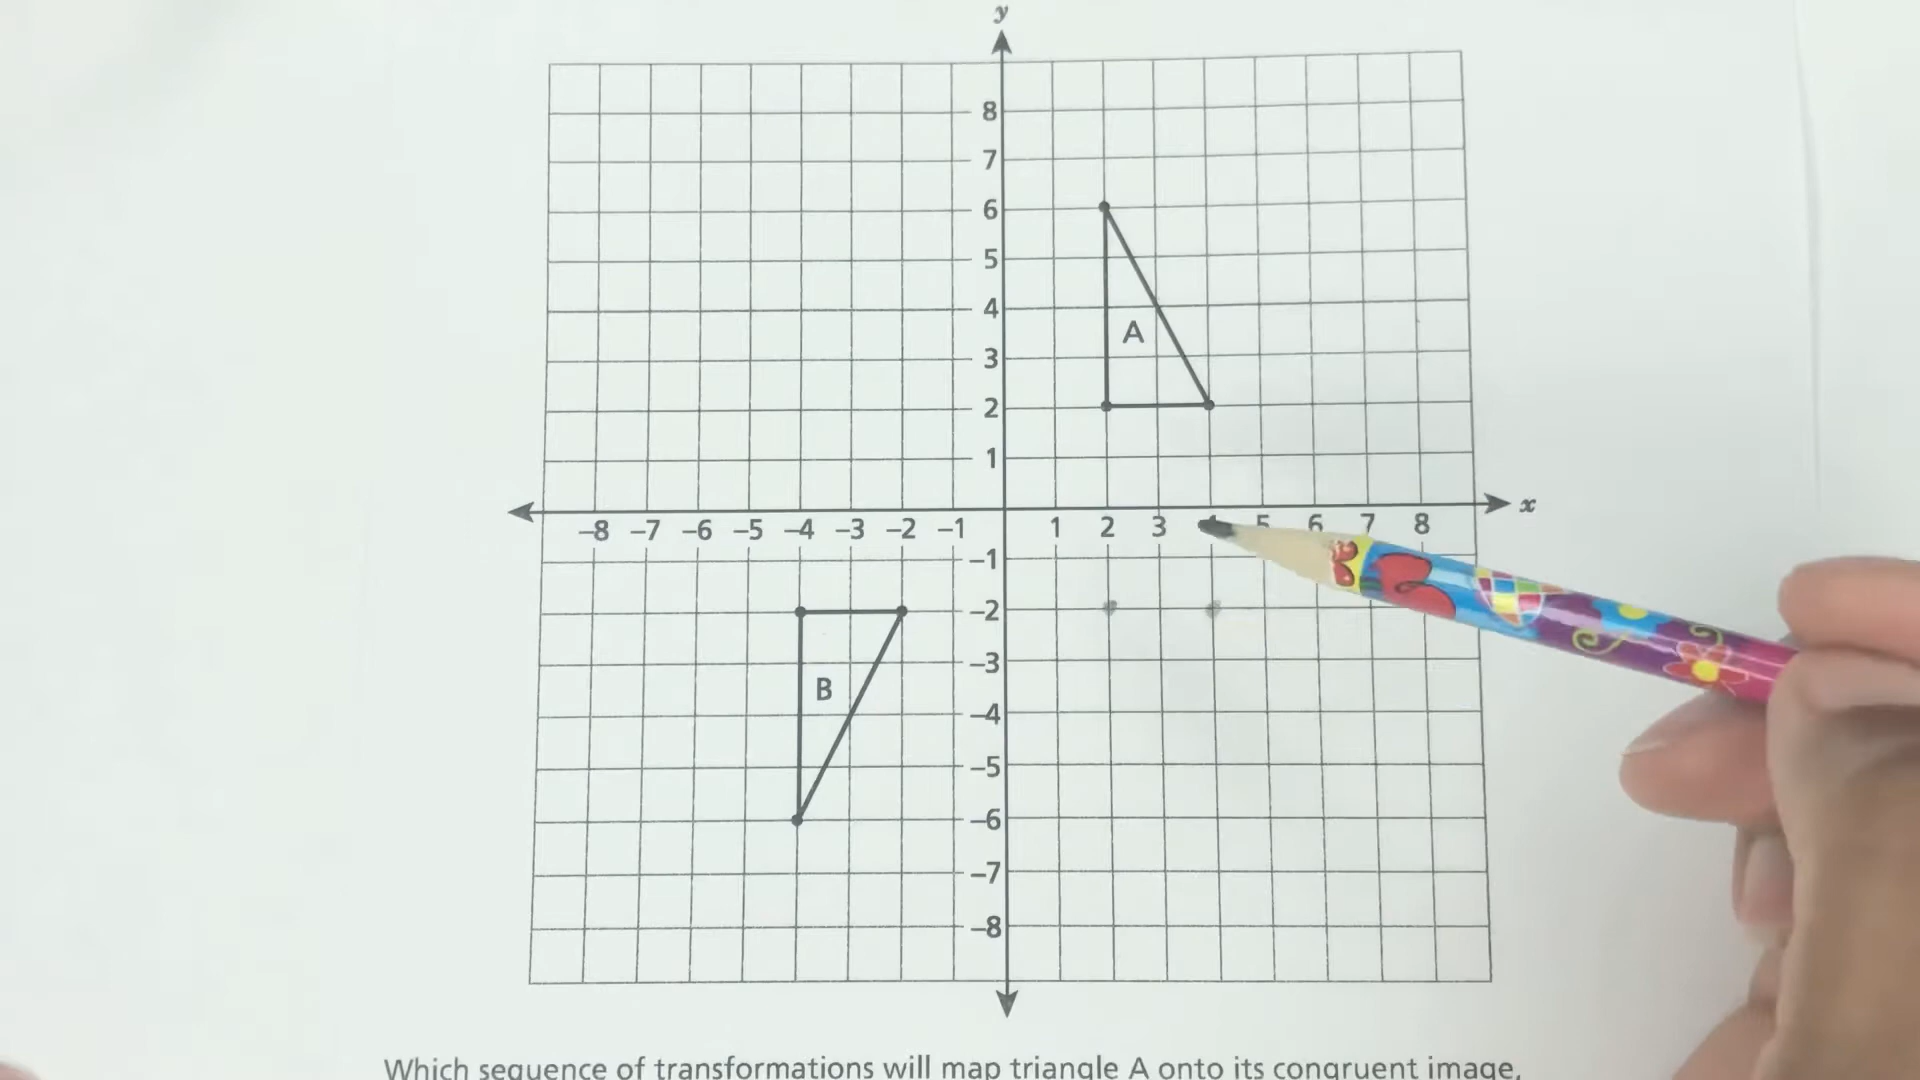 y
8
7
6
5
4
A
3
2
1
x
-8 -7 -6 -5 -4 -3 -2 -1 1 2 3 5 6 7 8
-1
-2
-3
B
-4
-5
-6
-7
-8
Which sequence of transformations will map triangle A onto its congruent image,